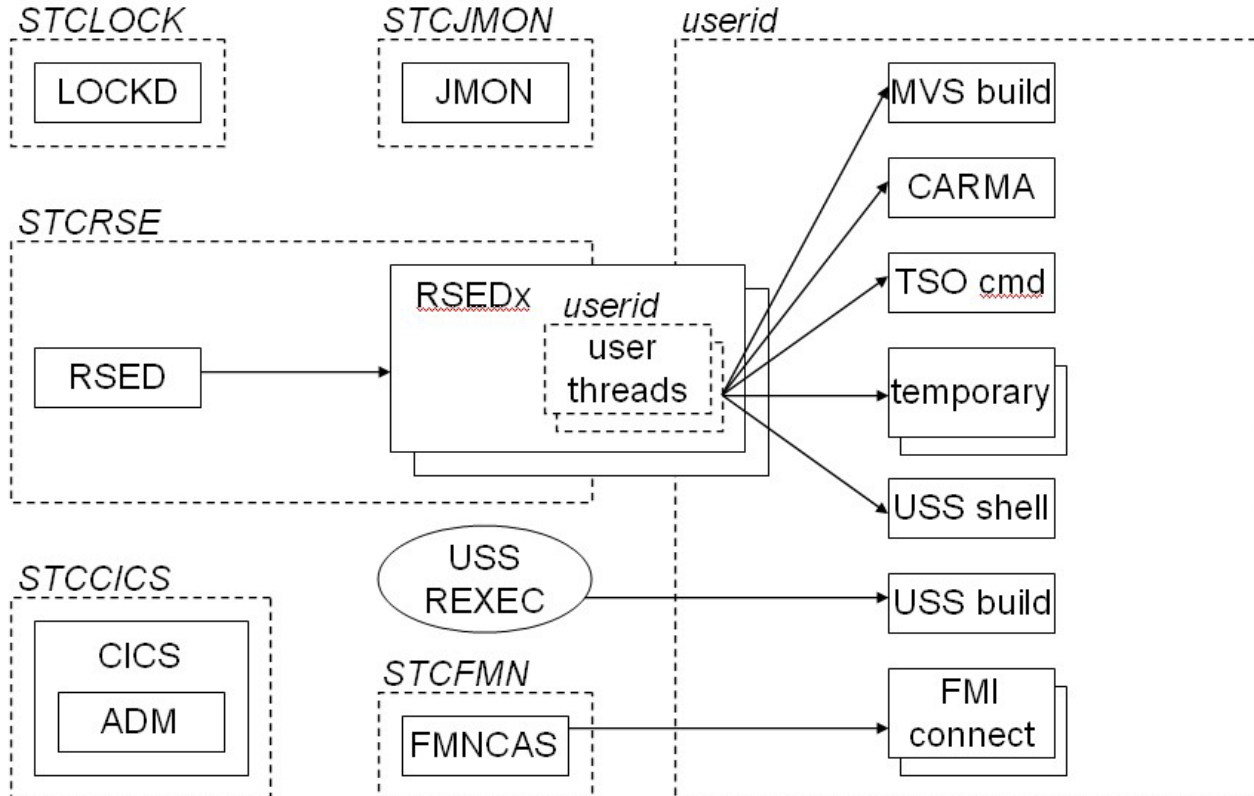 STCLOCK
LOCKD
STCJMON
JMON
userid
MVS build
CARMA
TSO cmd
temporary
USS shell
USS build
FMI
connect
STCRSE
RSED
RSEDx
userid
user
threads
USS
REXEC
STCCICS
CICS
ADM
STCFMN
FMNCAS